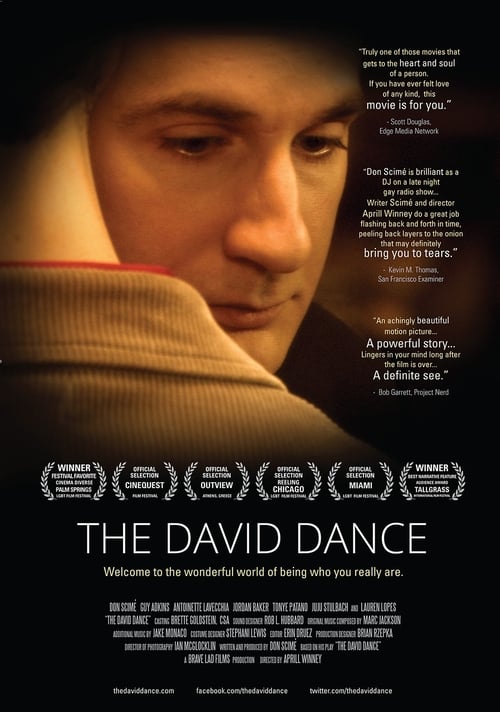 "Truly one of those movies that
gets to the heart and soul
of a person.
If you have ever felt love
of any kind, this
movie is for you."
- Scott Douglas,
Edge Media Network
"Don Scimé is brilliant as a
DJ on a late night
gay radio show...
Writer Scimé and director
Aprill Winney do a great job
flashing back and forth in time,
peeling back layers to the onion
that may definitely
bring you to tears."
- Kevin M. Thomas,
San Francisco Examiner
"An achingly beautiful
motion picture...
A powerful story...
Lingers in your mind long after
the film is over...
A definite see."
- Bob Garrett, Project Nerd
WINNER
FESTIVAL FAVORITE
CINEMA DIVERSE
PALM SPRINGS
LGBT FILM FESTIVAL
OFFICIAL
SELECTION
CINEQUEST
FILM FESTIVAL
OFFICIAL
SELECTION
OUTVIEW
ATHENS, GREECE
OFFICIAL
SELECTION
REELING
CHICAGO
LGBT FILM FESTIVAL
OFFICIAL
SELECTION
MIAMI
LGBT FILM FESTIVAL
WINNER
BEST NARRATIVE FEATURE
AUDIENCE AWARD
TALLGRASS
INTERNATIONAL FILM FESTIVAL
THE DAVID DANCE
Welcome to the wonderful world of being who you really are.
DON SCIMÉ GUY ADKINS ANTOINETTE LAVECCHIA JORDAN BAKER TONYE PATANO JUJU STULBACH AND LAUREN LOPES
"THE DAVID DANCE" CASTING BRETTE GOLDSTEIN, CSA SOUND DESIGNER ROB L. HUBBARD ORIGINAL MUSIC COMPOSED BY MARC JACKSON
ADDITIONAL MUSIC BY JAKE MONACO COSTUME DESIGNER STEPHANI LEWIS EDITOR ERIN DRUEZ PRODUCTION DESIGNER BRIAN RZEPKA
DIRECTOR OF PHOTOGRAPHY IAN MCGLOCKLIN WRITTEN AND PRODUCED BY DON SCIMÉ BASED ON HIS PLAY "THE DAVID DANCE"
A BRAVE LAD FILMS PRODUCTION DIRECTED BY APRILL WINNEY
thedaviddance.com facebook.com/thedaviddance twitter.com/thedaviddance